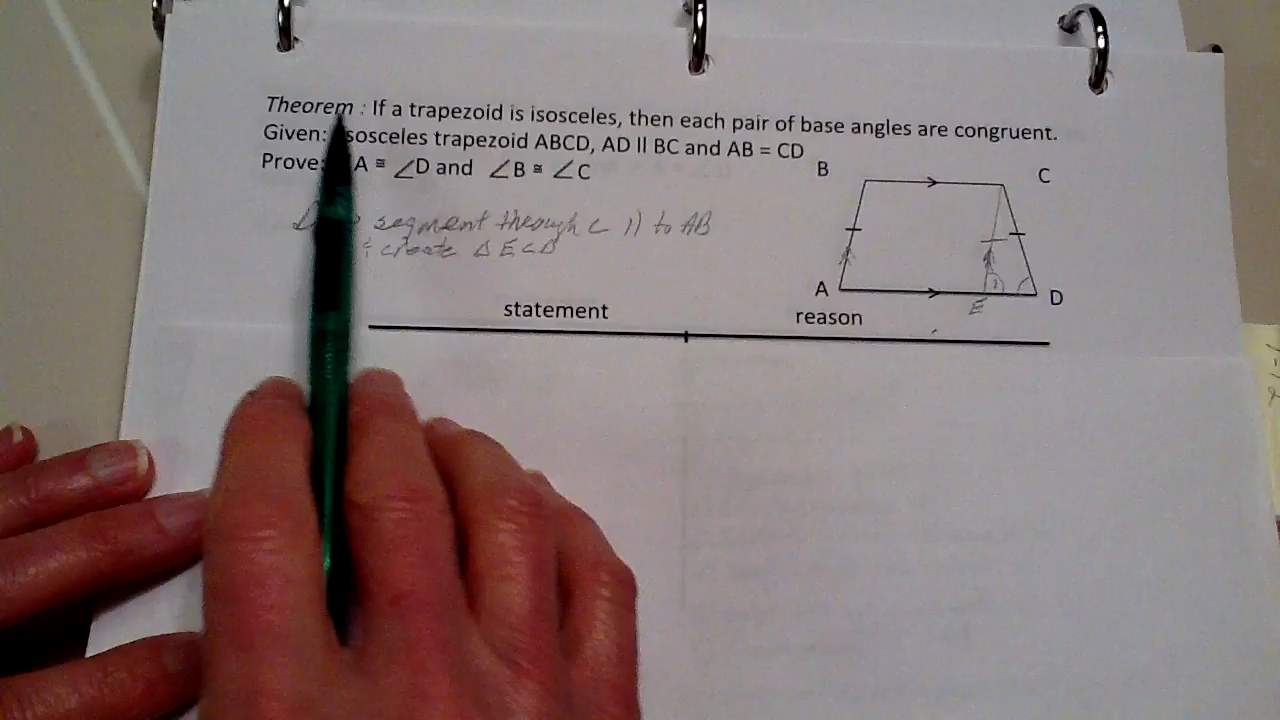 Theorem : If a trapezoid is isosceles, then each pair of base angles are congruent.
Given: Isosceles trapezoid ABCD, AD ll BC and AB = CD
Prove: A ≅ ∠D and ∠B ≅ ∠C
segment through C || to AB
& create Δ ECD
B
C
A
D
E
1
statement
reason